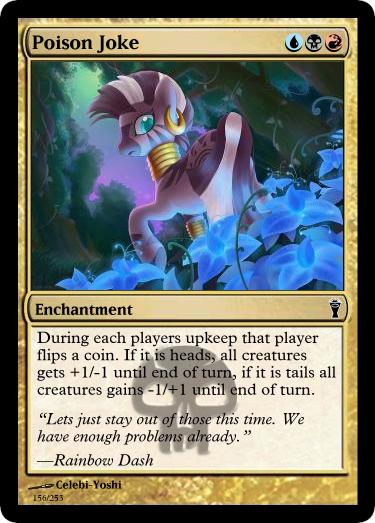 Poison Joke
Enchantment
During each players upkeep that player
flips a coin. If it is heads, all creatures
gets +1/-1 until end of turn, if it is tails all
creatures gains -1/+1 until end of turn.
“Lets just stay out of those this time. We
have enough problems already.”
—Rainbow Dash
Celebi-Yoshi
156/253